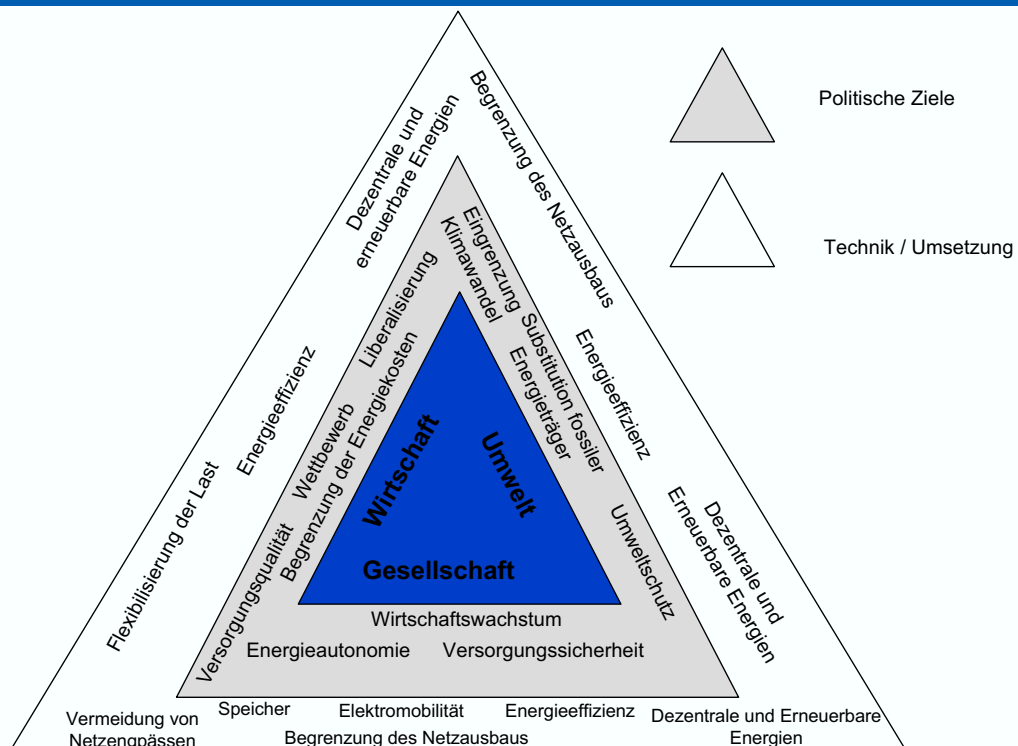 Politische Ziele
Technik / Umsetzung
Dezentrale und
erneuerbare Energien
Energieeffizienz
Flexibilisierung der Last
Begrenzung des Netzausbaus
Energieeffizienz
Dezentrale und
Erneuerbare Energien
Liberalisierung
Wettbewerb
Begrenzung der Energiekosten
Versorgungsqualität
Eingrenzung
Klimawandel
Substitution fossiler
Energieträger
Umweltschutz
Wirtschaft
Umwelt
Gesellschaft
Wirtschaftswachstum
Energieautonomie
Versorgungssicherheit
Vermeidung von
Netzengpässen
Speicher
Elektromobilität
Energieeffizienz
Begrenzung des Netzausbaus
Dezentrale und Erneuerbare
Energien